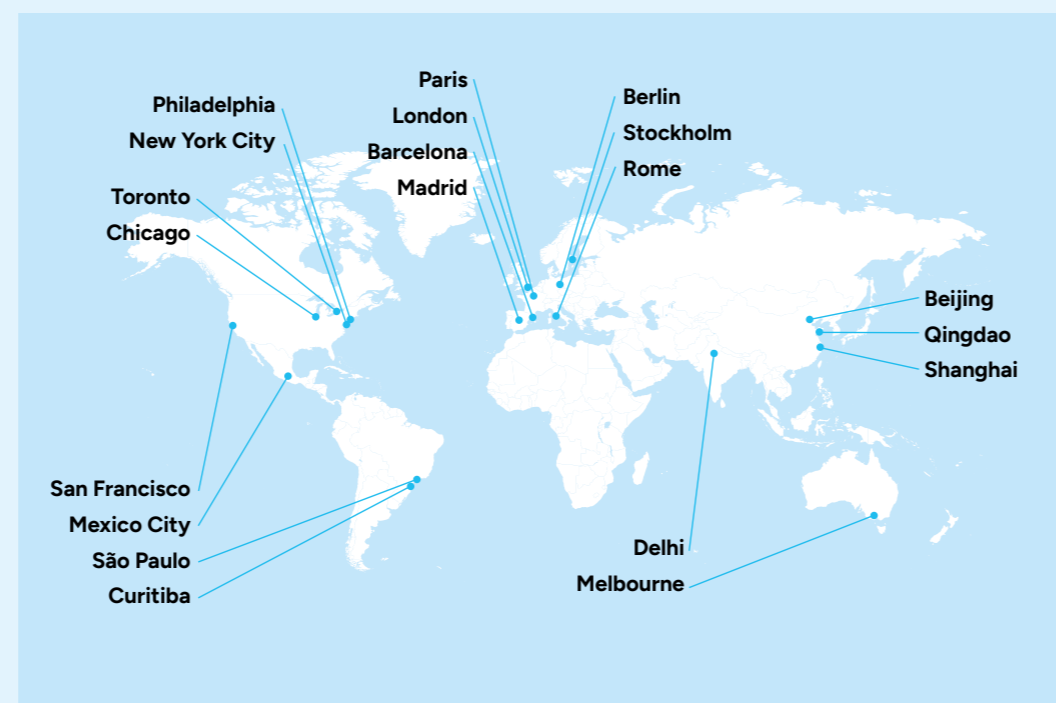 Philadelphia
New York City
Toronto
Chicago
Paris
London
Barcelona
Madrid
Berlin
Stockholm
Rome
Beijing
Qingdao
Shanghai
San Francisco
Mexico City
São Paulo
Curitiba
Delhi
Melbourne